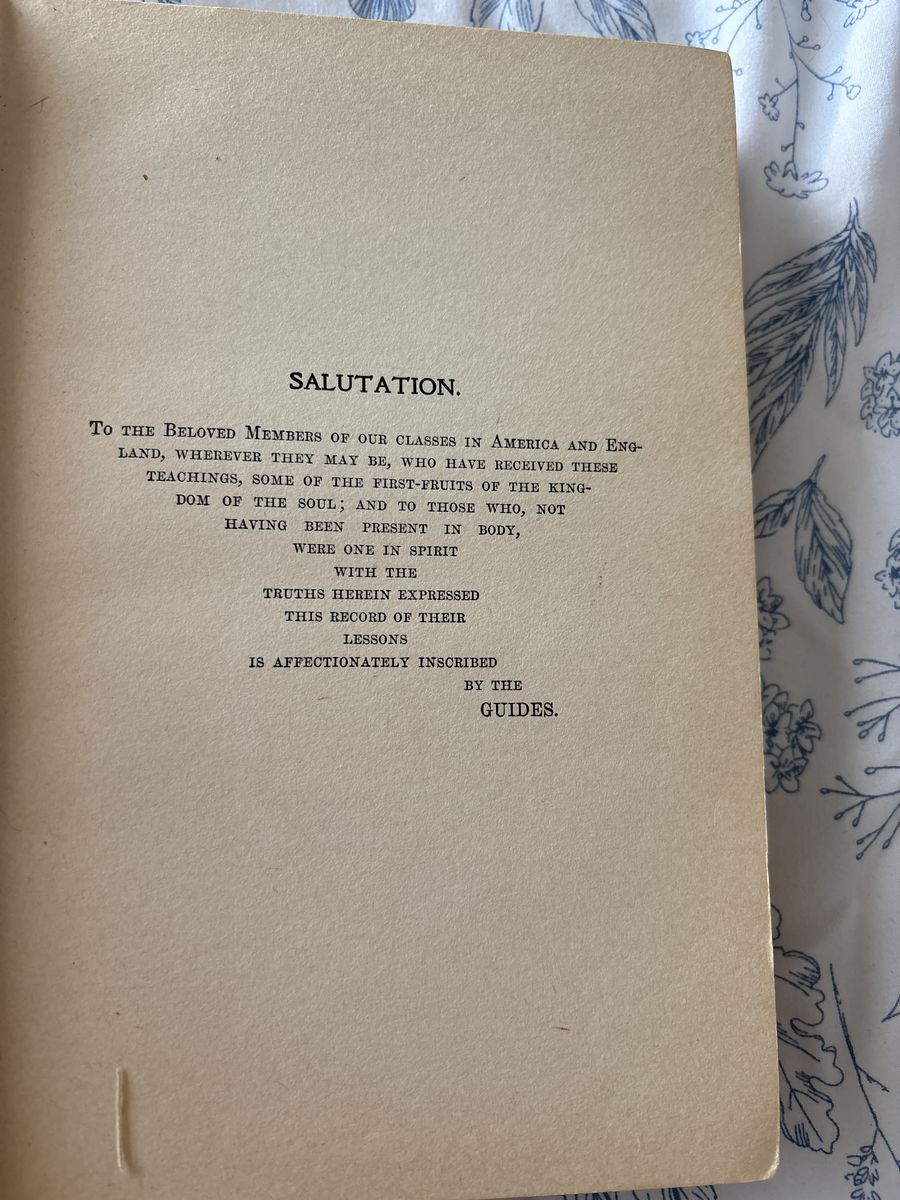 SALUTATION.
To the Beloved Members of our classes in America and Eng-
land, wherever they may be, who have received these
teachings, some of the first-fruits of the king-
dom of the soul; and to those who, not
having been present in body,
were one in spirit
with the
truths herein expressed
this record of their
lessons
is affectionately inscribed
by the
GUIDES.